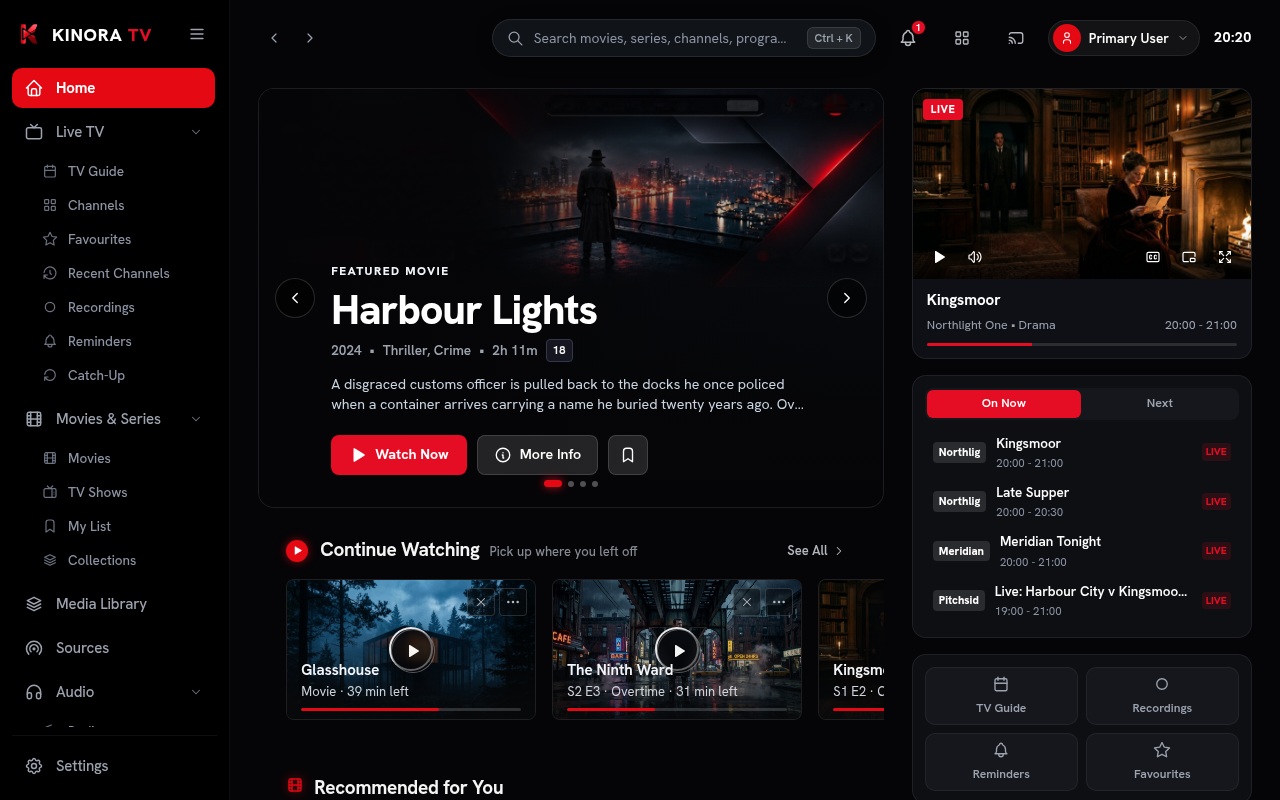 KINORA TV
Search movies, series, channels, progra...
Ctrl + K
1
Primary User
20:20
Home
Live TV
TV Guide
Channels
Favourites
Recent Channels
Recordings
Reminders
Catch-Up
Movies & Series
Movies
TV Shows
My List
Collections
Media Library
Sources
Audio
Settings
FEATURED MOVIE
Harbour Lights
2024 • Thriller, Crime • 2h 11m 18
A disgraced customs officer is pulled back to the docks he once policed
when a container arrives carrying a name he buried twenty years ago. Ov...
Watch Now
More Info
Continue Watching Pick up where you left off
See All
Glasshouse
Movie · 39 min left
CAFE
BAR
OPEN
The Ninth Ward
S2 E3 · Overtime · 31 min left
Kingsmo
S1 E2 ·
Recommended for You
LIVE
CC
Kingsmoor
Northlight One • Drama
20:00 - 21:00
On Now
Next
Northlig
Kingsmoor
20:00 - 21:00
LIVE
Northlig
Late Supper
20:00 - 20:30
LIVE
Meridian
Meridian Tonight
20:00 - 21:00
LIVE
Pitchsid
Live: Harbour City v Kingsmoo...
19:00 - 21:00
LIVE
TV Guide
Recordings
Reminders
Favourites